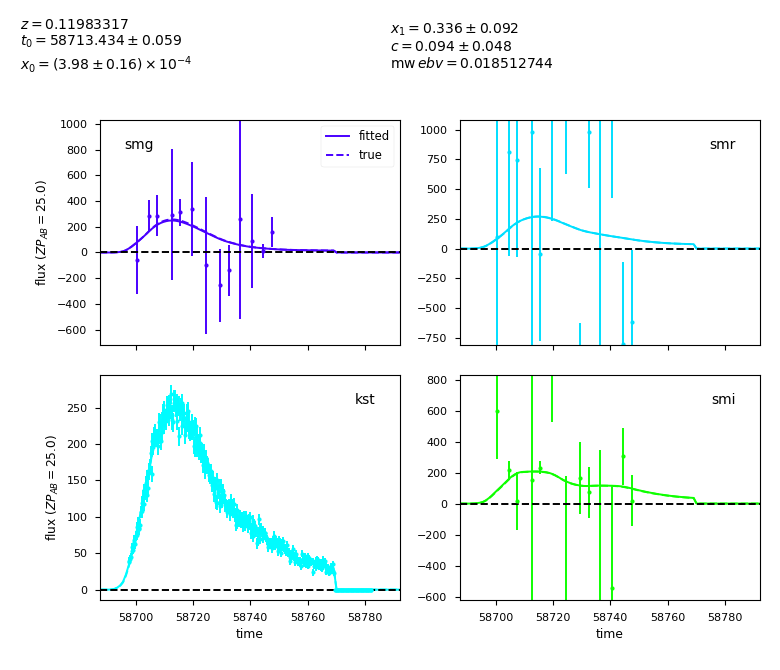 z = 0.11983317
t₀ = 58713.434 ± 0.059
x₀ = (3.98 ± 0.16) × 10⁻⁴
x₁ = 0.336 ± 0.092
c = 0.094 ± 0.048
mw ebv = 0.018512744
smg
fitted
true
1000
800
600
400
200
0
−200
−400
−600
flux (ZP_AB = 25.0)
smr
1000
750
500
250
0
−250
−500
−750
kst
250
200
150
100
50
0
flux (ZP_AB = 25.0)
58700 58720 58740 58760 58780
time
smi
800
600
400
200
0
−200
−400
−600
58700 58720 58740 58760 58780
time